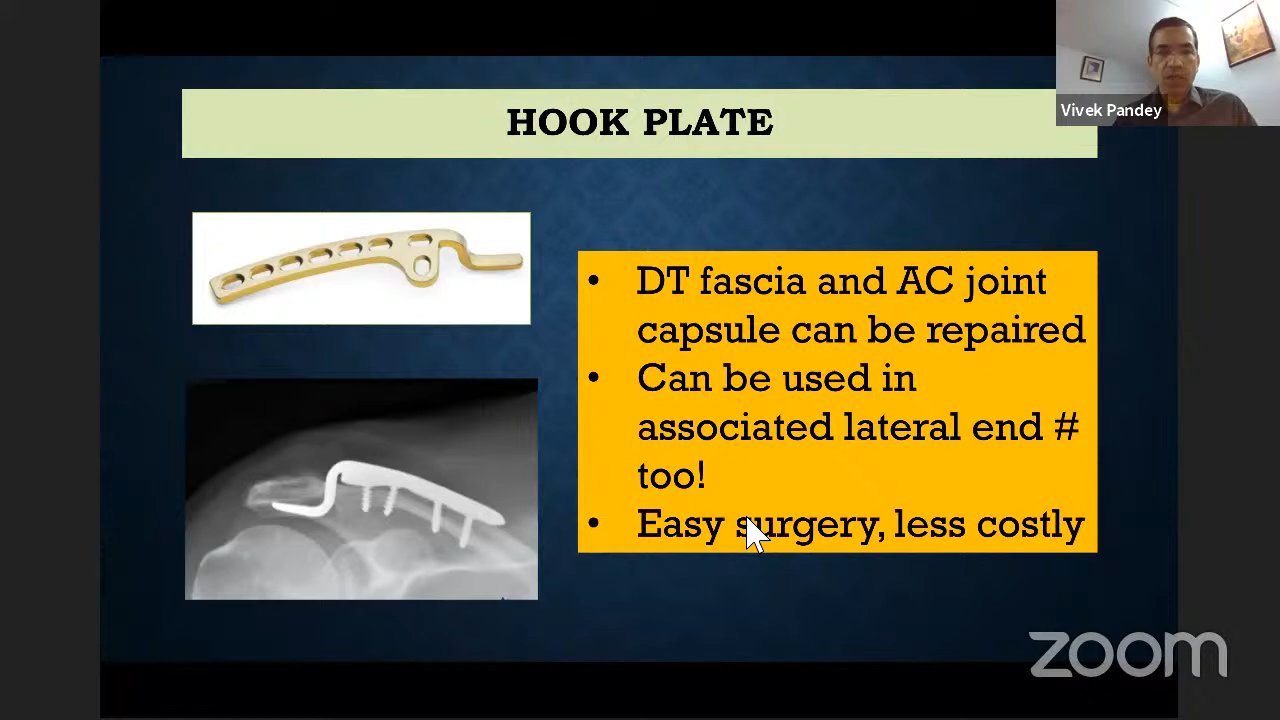 HOOK PLATE
Vivek Pandey
• DT fascia and AC joint
capsule can be repaired
• Can be used in
associated lateral end #
too!
• Easy surgery, less costly
zoom